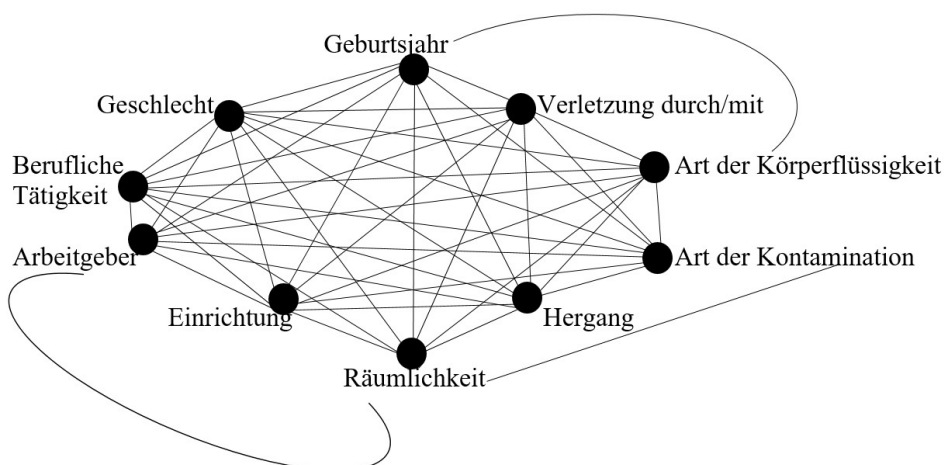 Geburtsjahr
Geschlecht
Verletzung durch/mit
Berufliche
Tätigkeit
Art der Körperflüssigkeit
Arbeitgeber
Art der Kontamination
Einrichtung
Hergang
Räumlichkeit